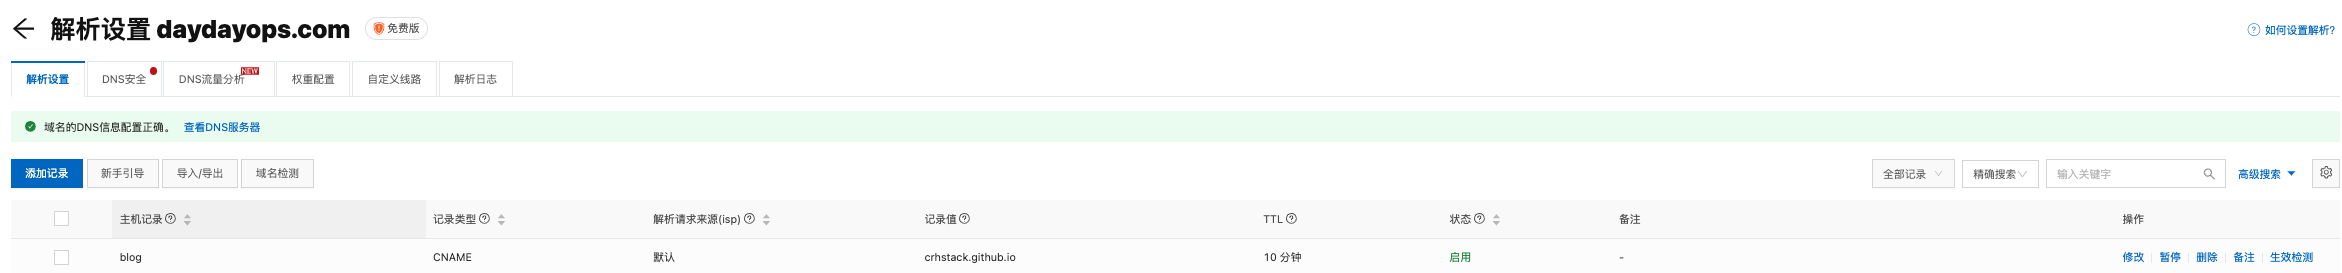 解析设置 daydayops.com 免费版 如何设置解析?
解析设置 DNS安全 DNS流量分析 NEW 权重配置 自定义线路 解析日志
域名的DNS信息配置正确。 查看DNS服务器
添加记录 新手引导 导入/导出 域名检测 全部记录 精确搜索 输入关键字 高级搜索
主机记录 记录类型 解析请求来源(isp) 记录值 TTL 状态 备注 操作
blog CNAME 默认 crhstack.github.io 10 分钟 启用 - 修改 暂停 删除 备注 生效检测